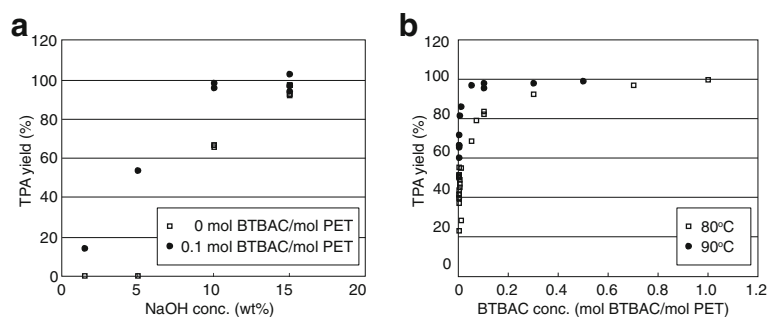 a
120
100
80
60
40
20
0
TPA yield (%)
0 mol BTBAC/mol PET
0.1 mol BTBAC/mol PET
0 5 10 15 20
NaOH conc. (wt%)
b
120
100
80
60
40
20
0
TPA yield (%)
80°C
90°C
0 0.2 0.4 0.6 0.8 1.0 1.2
BTBAC conc. (mol BTBAC/mol PET)